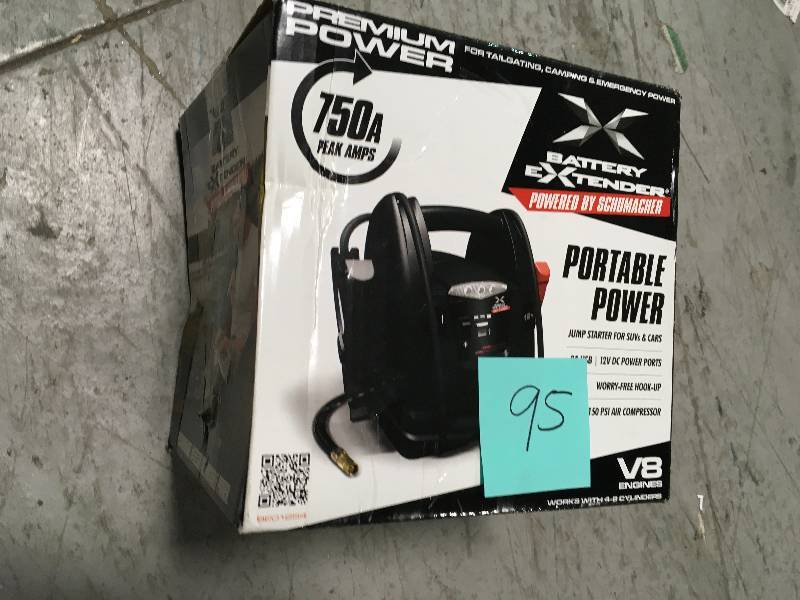 PREMIUM
POWER
FOR TAILGATING, CAMPING & EMERGENCY POWER
750A
PEAK AMPS
BATTERY
EXTENDER
POWERED BY SCHUMACHER
PORTABLE
POWER
JUMP STARTER FOR SUVs & CARS
USB | 12V DC POWER PORTS
WORRY-FREE HOOK-UP
150 PSI AIR COMPRESSOR
95
V8
ENGINES
WORKS WITH 4-8 CYLINDERS